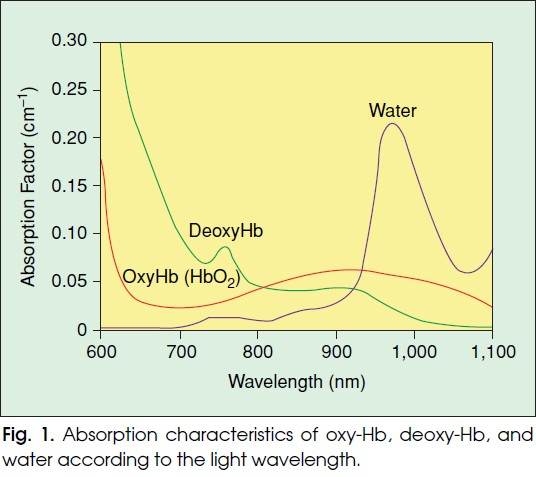 0.30
0.25
0.20
0.15
0.10
0.05
0
Absorption Factor (cm⁻¹)
Water
DeoxyHb
OxyHb (HbO₂)
600 700 800 900 1,000 1,100
Wavelength (nm)
Fig. 1. Absorption characteristics of oxy-Hb, deoxy-Hb, and
water according to the light wavelength.